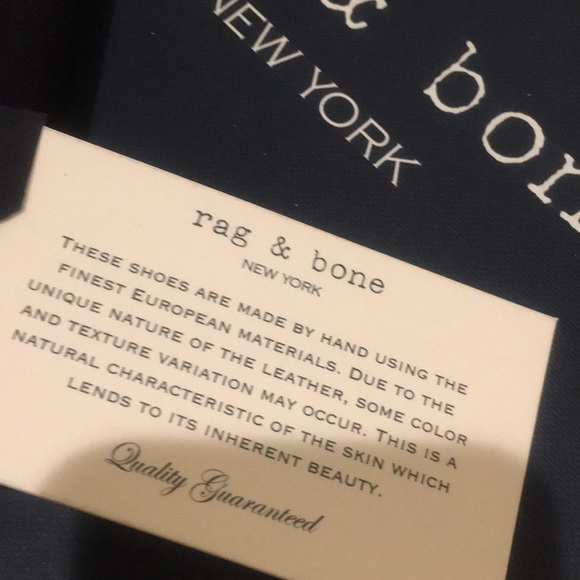 & bon
NEW YORK
rag & bone
NEW YORK
THESE SHOES ARE MADE BY HAND USING THE
FINEST EUROPEAN MATERIALS. DUE TO THE
UNIQUE NATURE OF THE LEATHER, SOME COLOR
AND TEXTURE VARIATION MAY OCCUR. THIS IS A
NATURAL CHARACTERISTIC OF THE SKIN WHICH
LENDS TO ITS INHERENT BEAUTY.
Quality Guaranteed